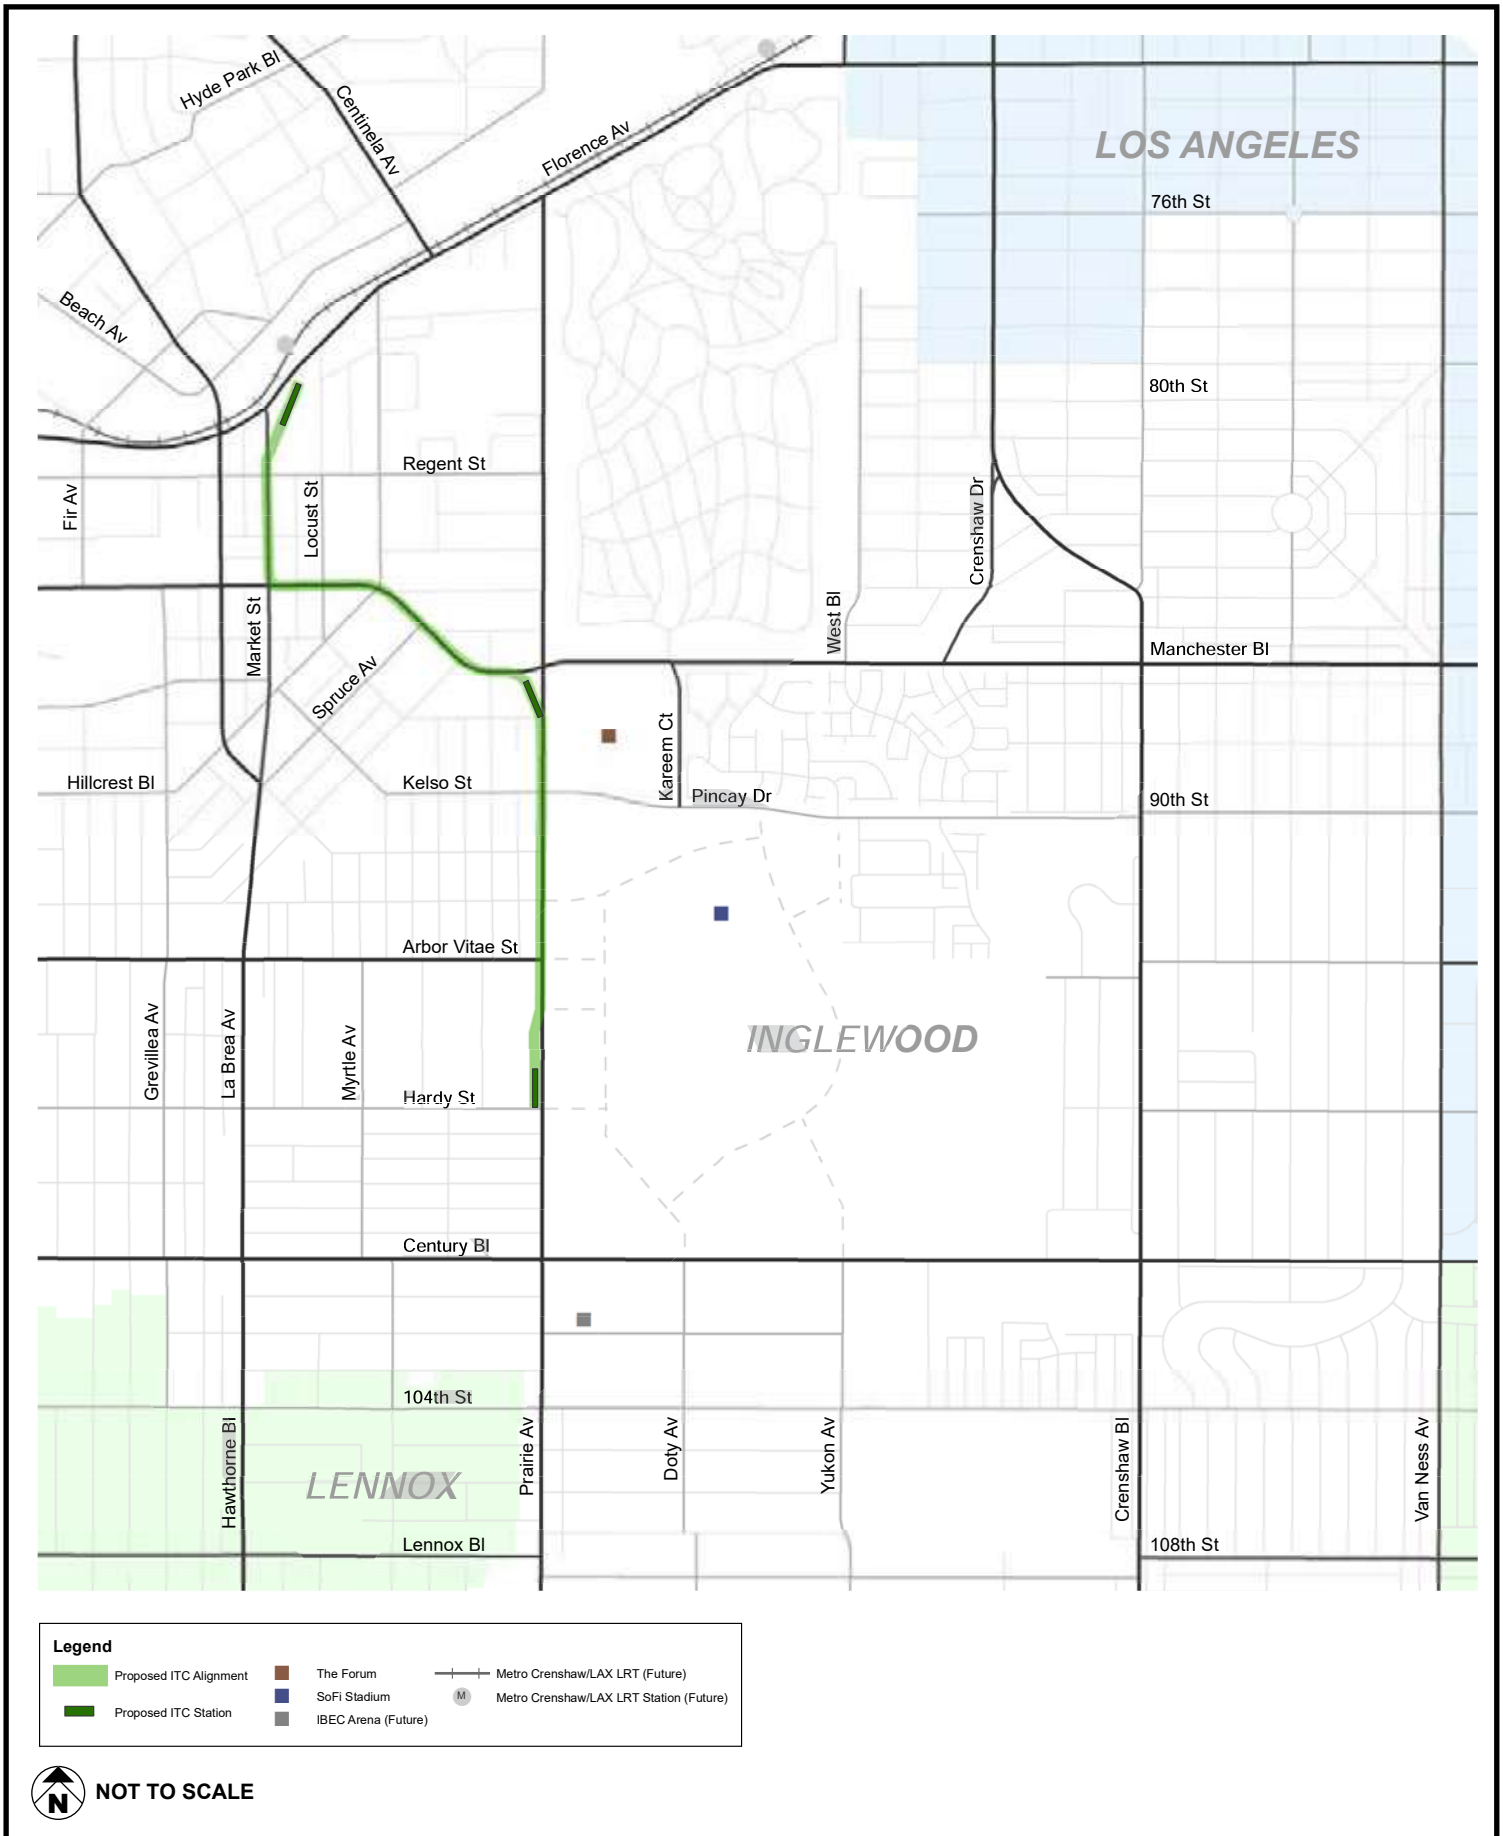 Hyde Park Bl
Centinela Av
Florence Av
LOS ANGELES
76th St
Beach Av
80th St
Regent St
Fir Av
Locust St
Crenshaw Dr
Market St
West Bl
Manchester Bl
Spruce Av
Kareem Ct
Hillcrest Bl
Kelso St
Pincay Dr
90th St
Arbor Vitae St
Grevillea Av
La Brea Av
Myrtle Av
INGLEWOOD
Hardy St
Century Bl
104th St
Hawthorne Bl
LENNOX
Prairie Av
Doty Av
Yukon Av
Crenshaw Bl
Van Ness Av
Lennox Bl
108th St
Legend
Proposed ITC Alignment
Proposed ITC Station
The Forum
SoFi Stadium
IBEC Arena (Future)
Metro Crenshaw/LAX LRT (Future)
M
Metro Crenshaw/LAX LRT Station (Future)
N
NOT TO SCALE